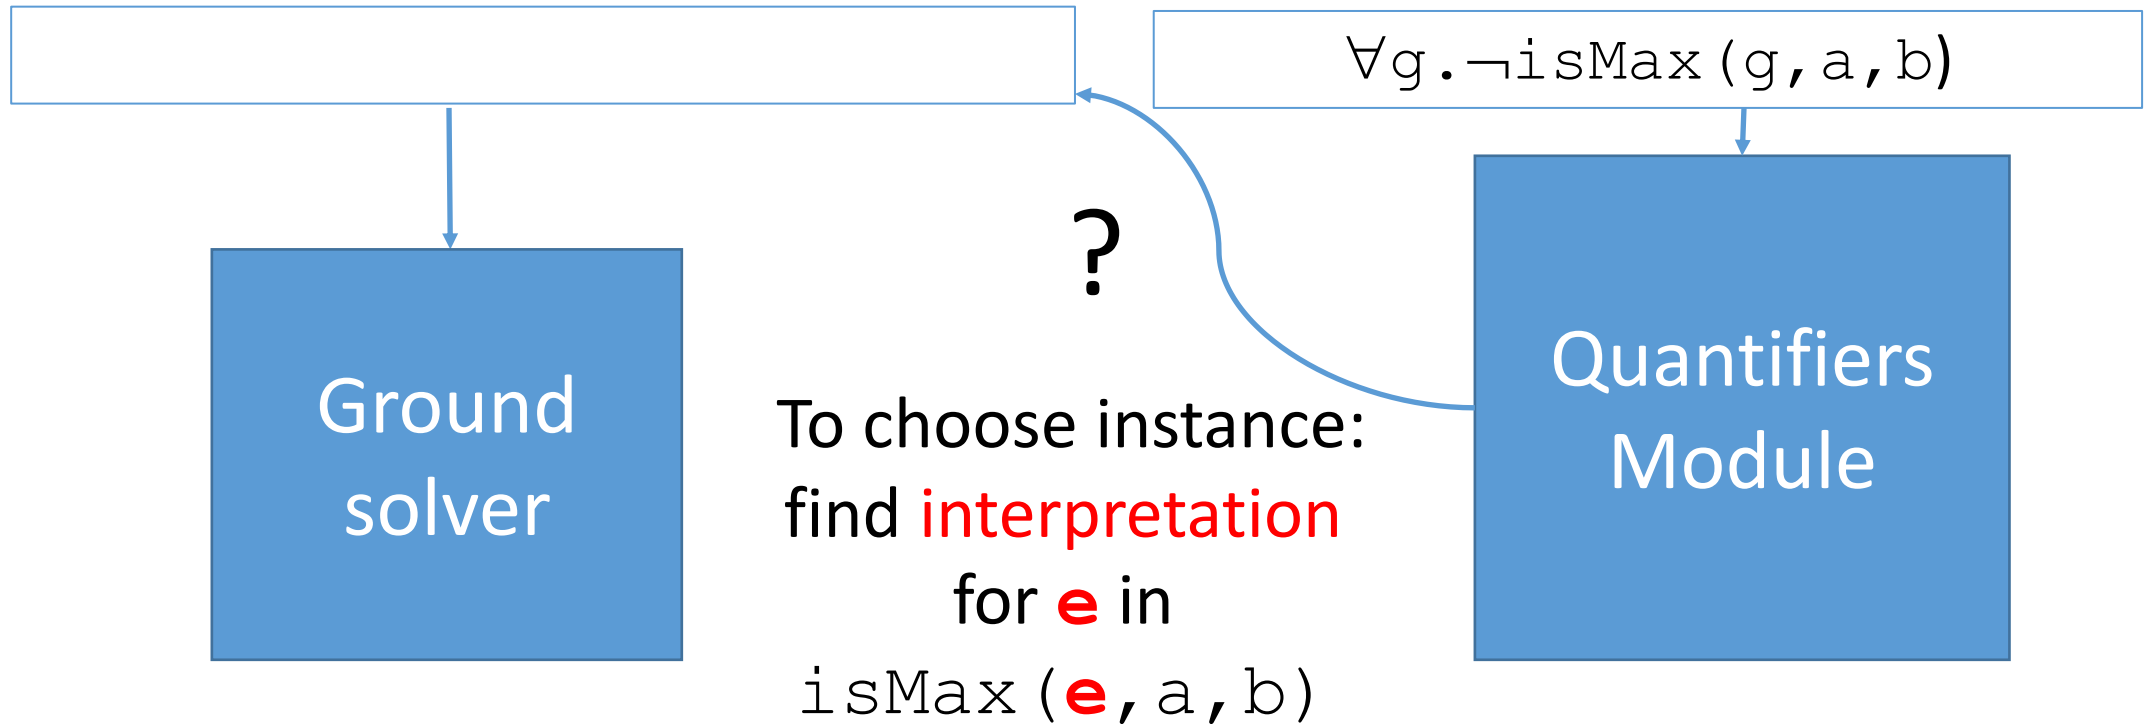 ∀g.¬isMax(g,a,b)
?
Ground
solver
To choose instance:
find interpretation
for e in
isMax(e,a,b)
Quantifiers
Module